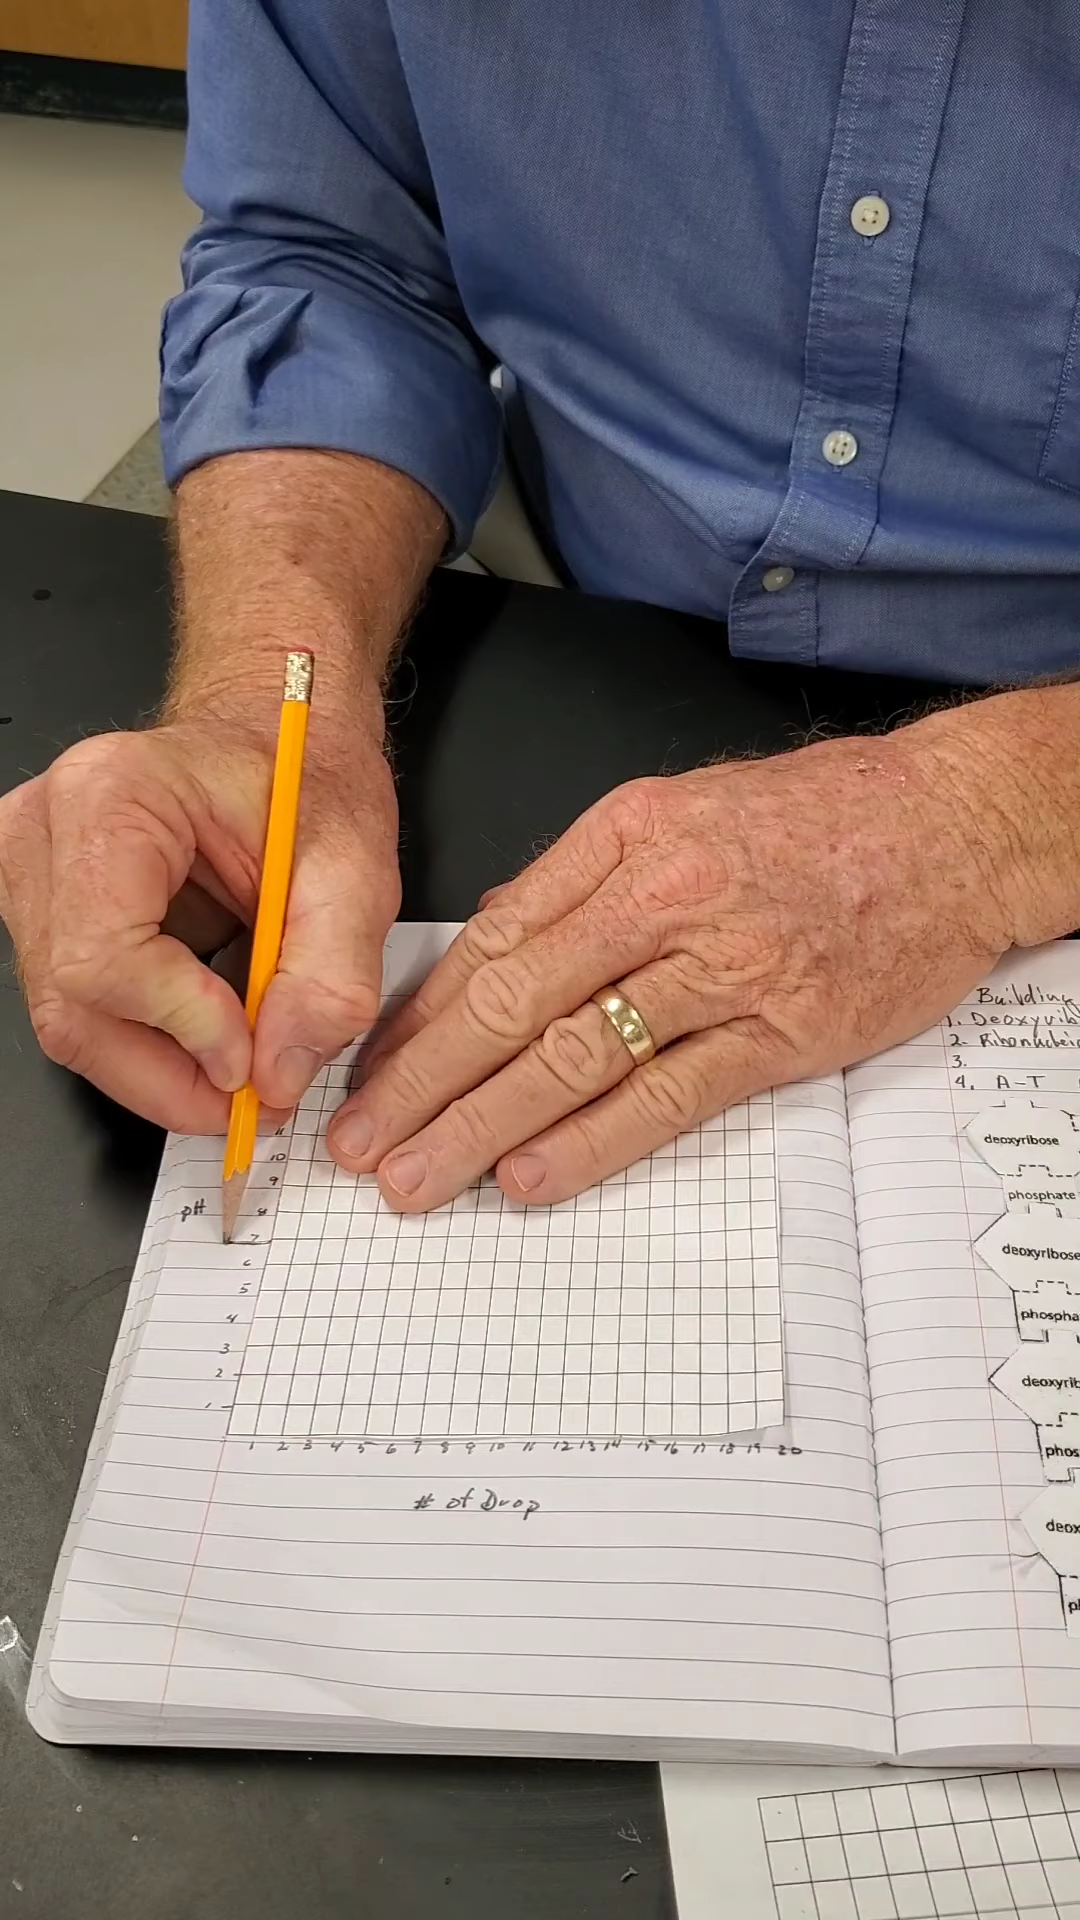 11
10
9
pH
8
7
6
5
4
3
2
1
1 2 3 4 5 6 7 8 9 10 11 12 13 14 15 16 17 18 19 20
# of Drop
Building
1. Deoxyrib
2. Ribonucleic
3.
4. A-T
deoxyribose
phosphate
deoxyribose
phospha
deoxyrib
phos
deox
pl